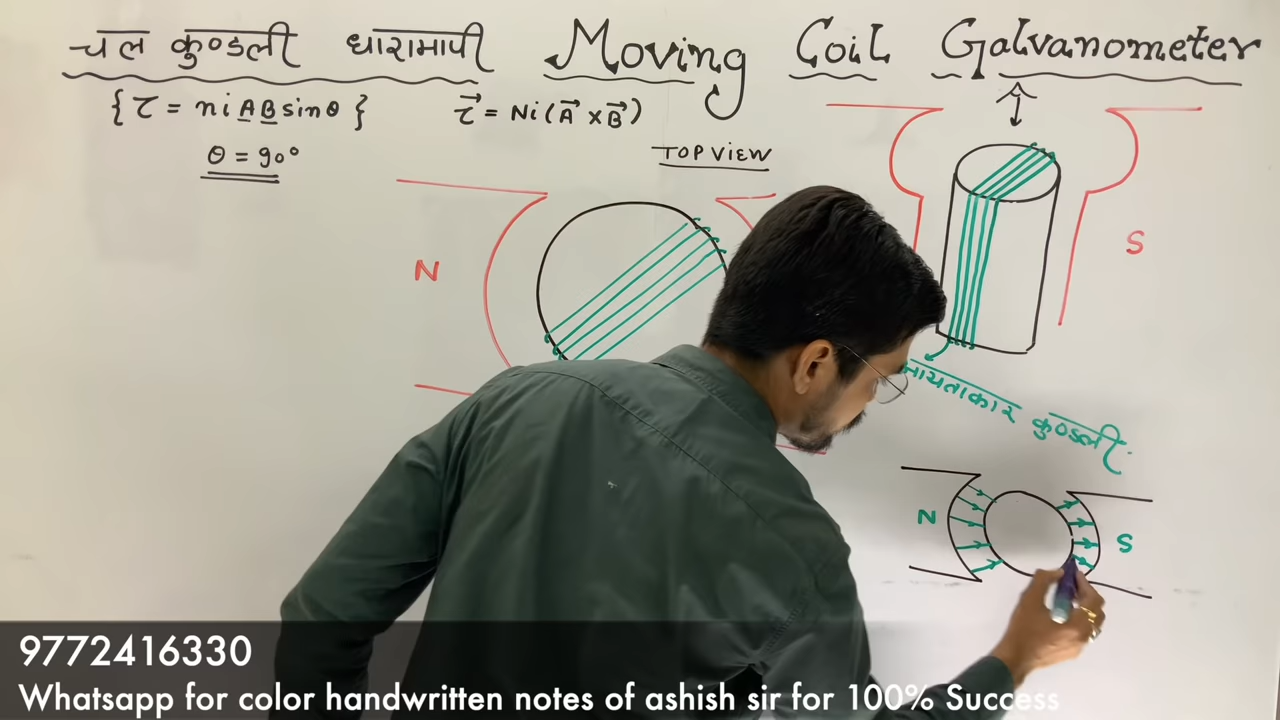 चल कुण्डली धारामापी Moving Coil Galvanometer
{ τ = niABsinθ } τ⃗ = Ni(A⃗ × B⃗)
θ = 90°
TOP VIEW
N
S
आयताकार कुण्डली
N
S
9772416330
Whatsapp for color handwritten notes of ashish sir for 100% Success